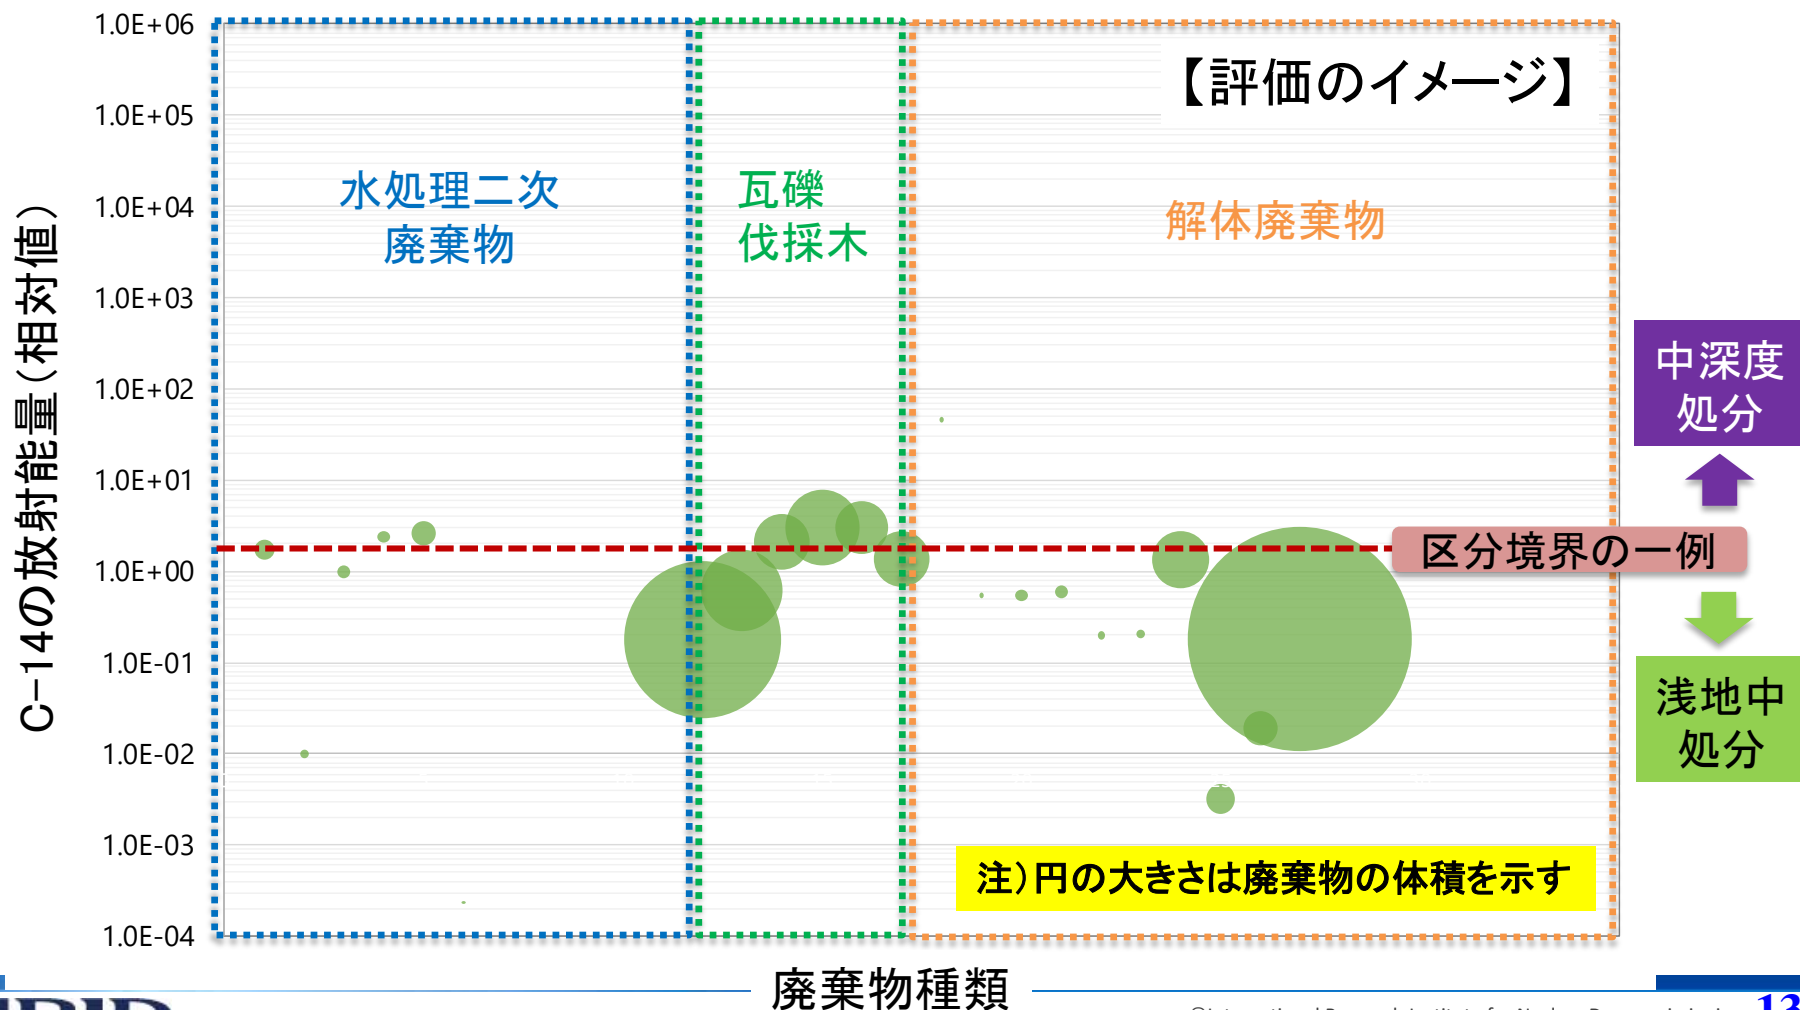 1.0E+06
1.0E+05
1.0E+04
1.0E+03
1.0E+02
1.0E+01
1.0E+00
1.0E-01
1.0E-02
1.0E-03
1.0E-04
C-14の放射能量(相対値)
【評価のイメージ】
水処理二次
廃棄物
瓦礫
伐採木
解体廃棄物
中深度
処分
区分境界の一例
浅地中
処分
注)円の大きさは廃棄物の体積を示す
廃棄物種類
IRID
13